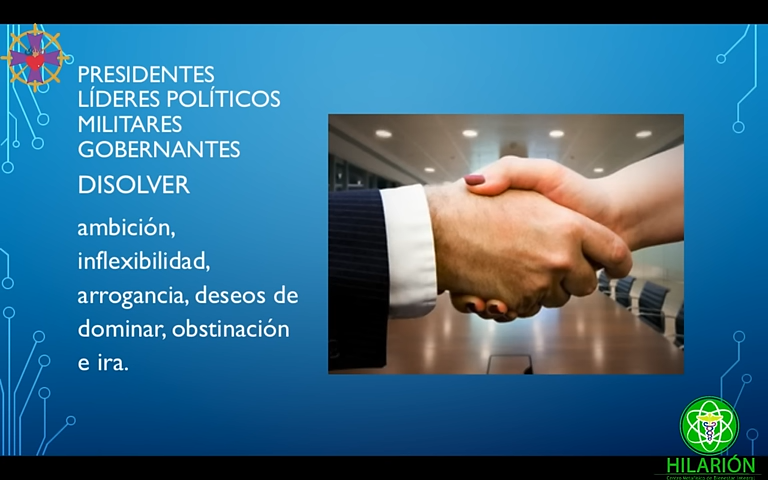 PRESIDENTES
LÍDERES POLÍTICOS
MILITARES
GOBERNANTES
DISOLVER
ambición,
inflexibilidad,
arrogancia, deseos de
dominar, obstinación
e ira.
HILARIÓN